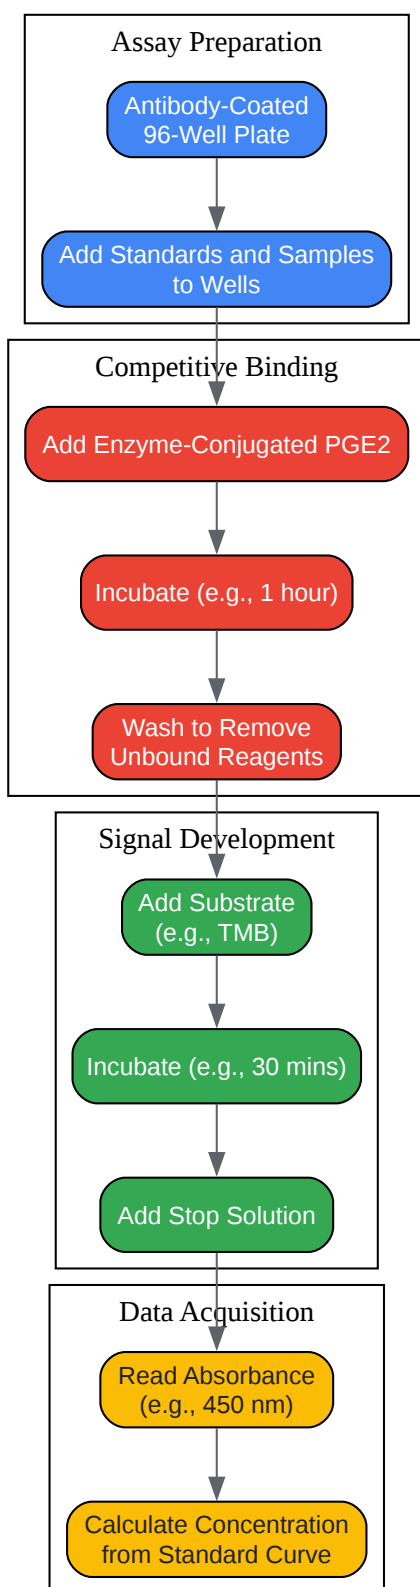 Assay Preparation
Antibody-Coated
96-Well Plate
Add Standards and Samples
to Wells
Competitive Binding
Add Enzyme-Conjugated PGE2
Incubate (e.g., 1 hour)
Wash to Remove
Unbound Reagents
Signal Development
Add Substrate
(e.g., TMB)
Incubate (e.g., 30 mins)
Add Stop Solution
Data Acquisition
Read Absorbance
(e.g., 450 nm)
Calculate Concentration
from Standard Curve